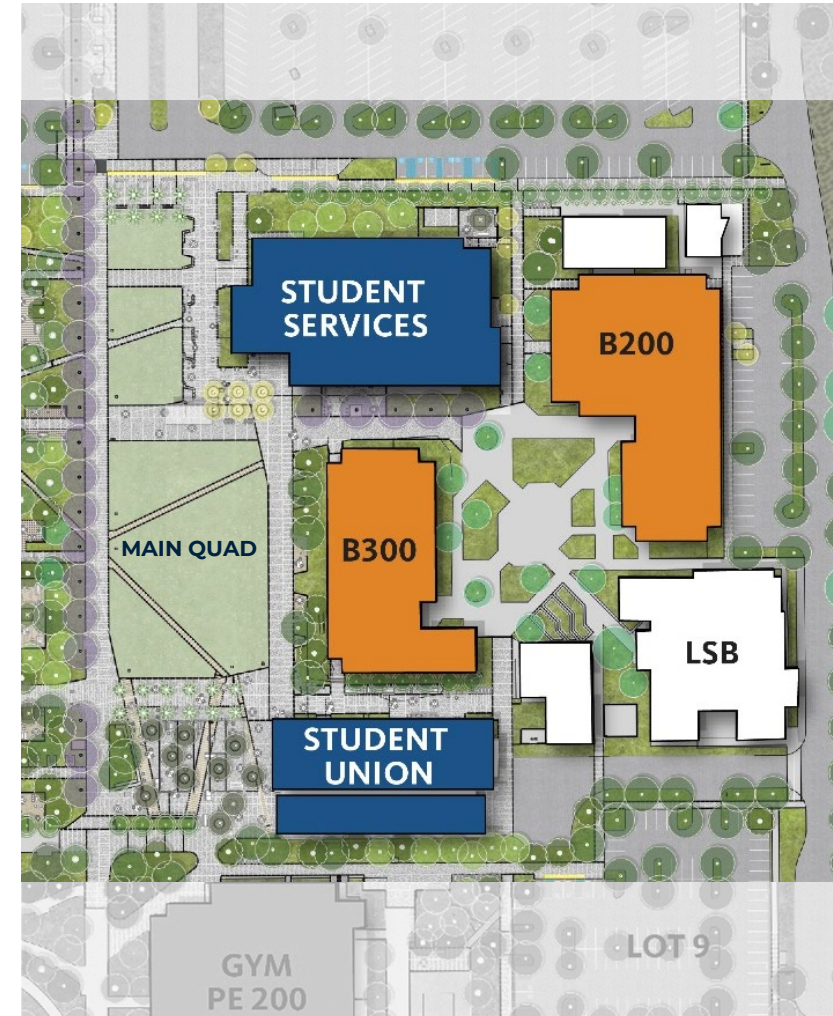 STUDENT
SERVICES
B200
MAIN QUAD
B300
LSB
STUDENT
UNION
GYM
PE 200
LOT 9